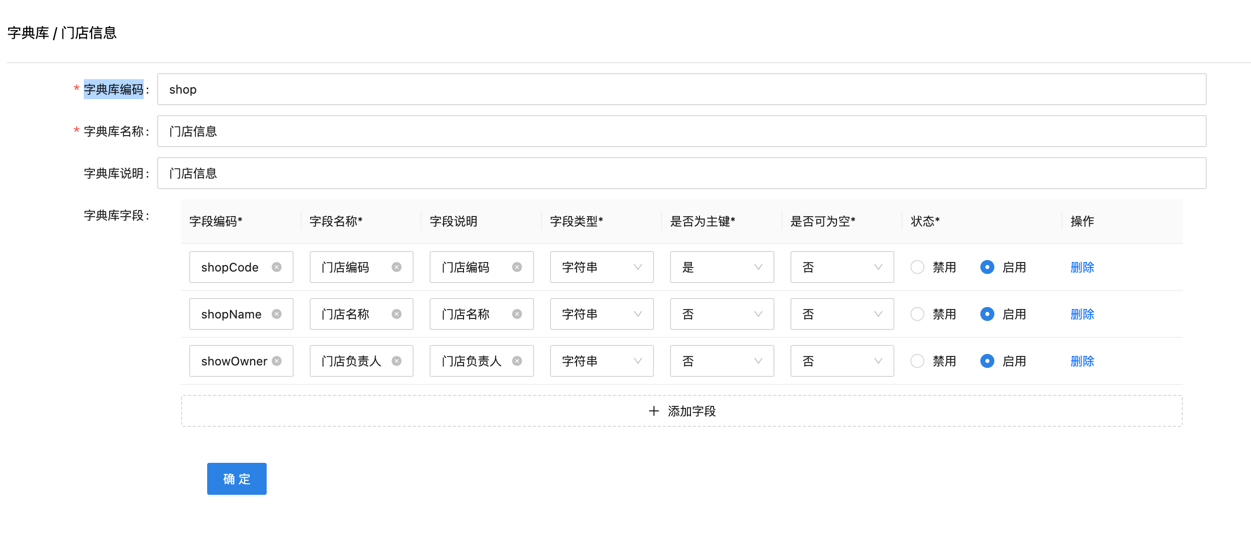 字典库 / 门店信息
* 字典库编码: shop
* 字典库名称: 门店信息
字典库说明: 门店信息
字典库字段:
字段编码* 字段名称* 字段说明 字段类型* 是否为主键* 是否可为空* 状态* 操作
shopCode 门店编码 门店编码 字符串 是 否 禁用 启用 删除
shopName 门店名称 门店名称 字符串 否 否 禁用 启用 删除
showOwner 门店负责人 门店负责人 字符串 否 否 禁用 启用 删除
+ 添加字段
确 定